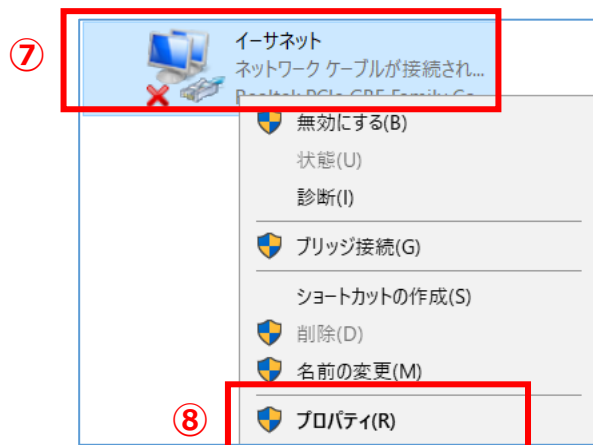 ⑦
イーサネット
ネットワーク ケーブルが接続され...
無効にする(B)
状態(U)
診断(I)
ブリッジ接続(G)
ショートカットの作成(S)
削除(D)
名前の変更(M)
⑧
プロパティ(R)